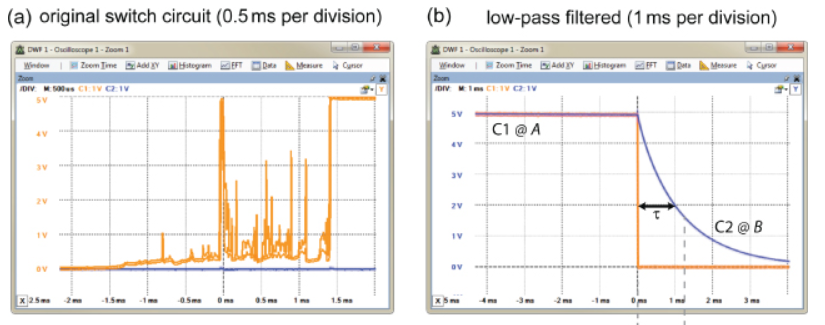 (a) original switch circuit (0.5 ms per division)
DWF 1 - Oscilloscope 1 - Zoom 1
Window Zoom Time Add XY Histogram FFT Data Measure Cursor
Zoom
/DIV: M: 500 us C1: 1 V C2: 1 V Y
5 V
4 V
3 V
2 V
1 V
0 V
X 2.5 ms -2 ms -1.5 ms -1 ms -0.5 ms 0 ms 0.5 ms 1 ms 1.5 ms
(b) low-pass filtered (1 ms per division)
DWF 1 - Oscilloscope 1 - Zoom 1
Window Zoom Time Add XY Histogram FFT Data Measure Cursor
Zoom
/DIV: M: 1 ms C1: 1 V C2: 1 V Y
5 V
C1 @ A
4 V
3 V
2 V
τ
C2 @ B
1 V
0 V
X 5 ms -4 ms -3 ms -2 ms -1 ms 0 ms 1 ms 2 ms 3 ms